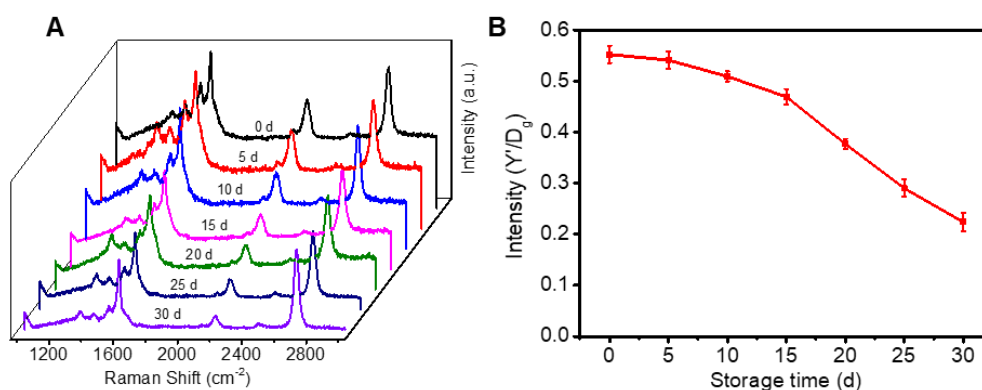 A
0 d
5 d
10 d
15 d
20 d
25 d
30 d
Intensity (a.u.)
1200 1600 2000 2400 2800
Raman Shift (cm-2)
B
Intensity (Y'/Dg)
0.6
0.5
0.4
0.3
0.2
0.1
0.0
0 5 10 15 20 25 30
Storage time (d)